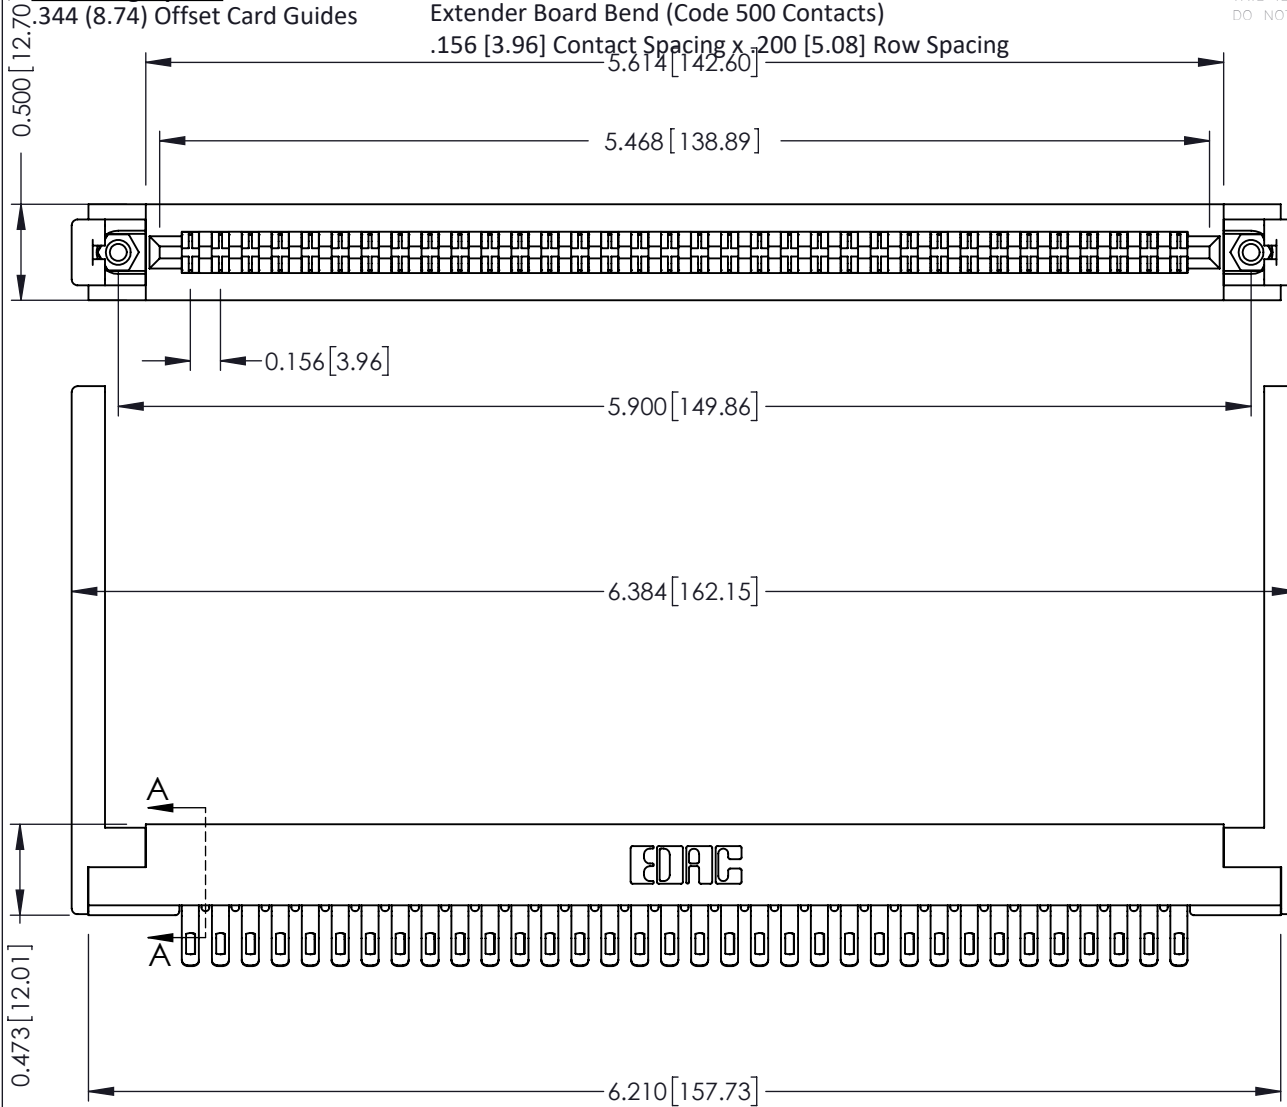 .344 (8.74) Offset Card Guides
Extender Board Bend (Code 500 Contacts)
.156 [3.96] Contact Spacing x .200 [5.08] Row Spacing
DO NOT
0.500 [12.70]
5.614 [142.60]
5.468 [138.89]
0.156 [3.96]
5.900 [149.86]
6.384 [162.15]
A
EDAC
A
0.473 [12.01]
6.210 [157.73]